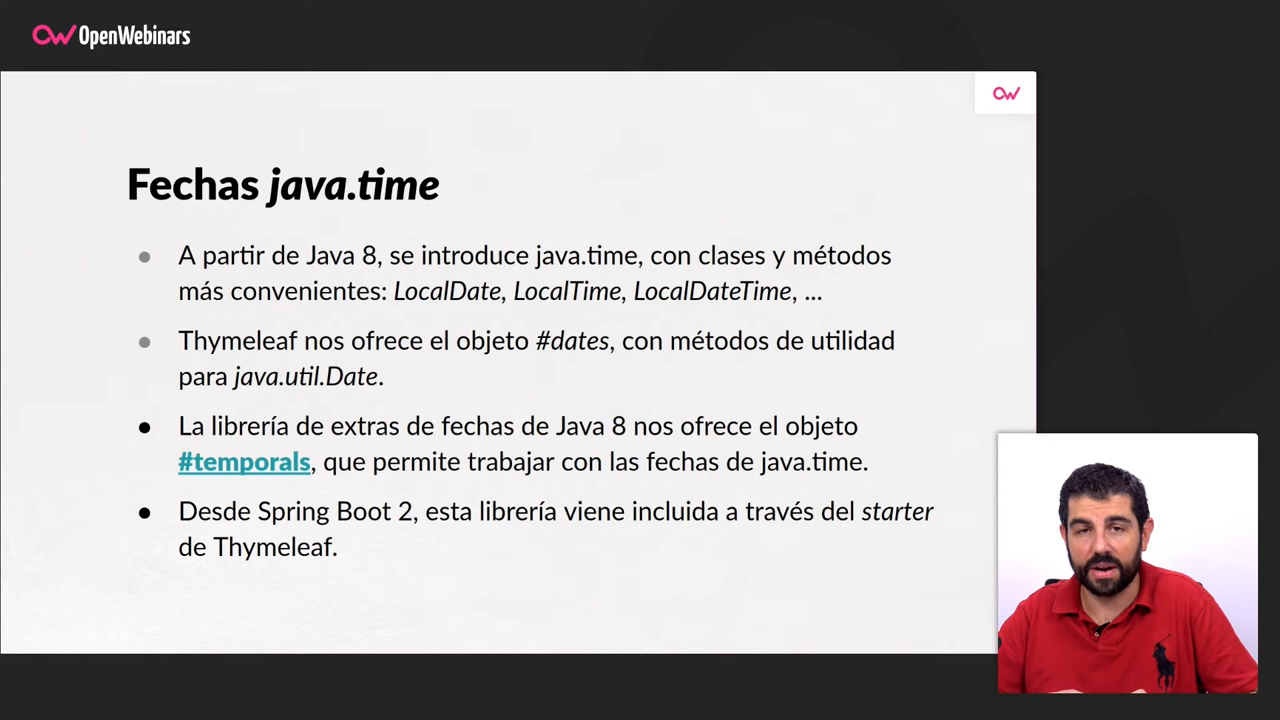 OpenWebinars
Fechas java.time
A partir de Java 8, se introduce java.time, con clases y métodos
más convenientes: LocalDate, LocalTime, LocalDateTime, ...
Thymeleaf nos ofrece el objeto #dates, con métodos de utilidad
para java.util.Date.
La librería de extras de fechas de Java 8 nos ofrece el objeto
#temporals, que permite trabajar con las fechas de java.time.
Desde Spring Boot 2, esta librería viene incluida a través del starter
de Thymeleaf.